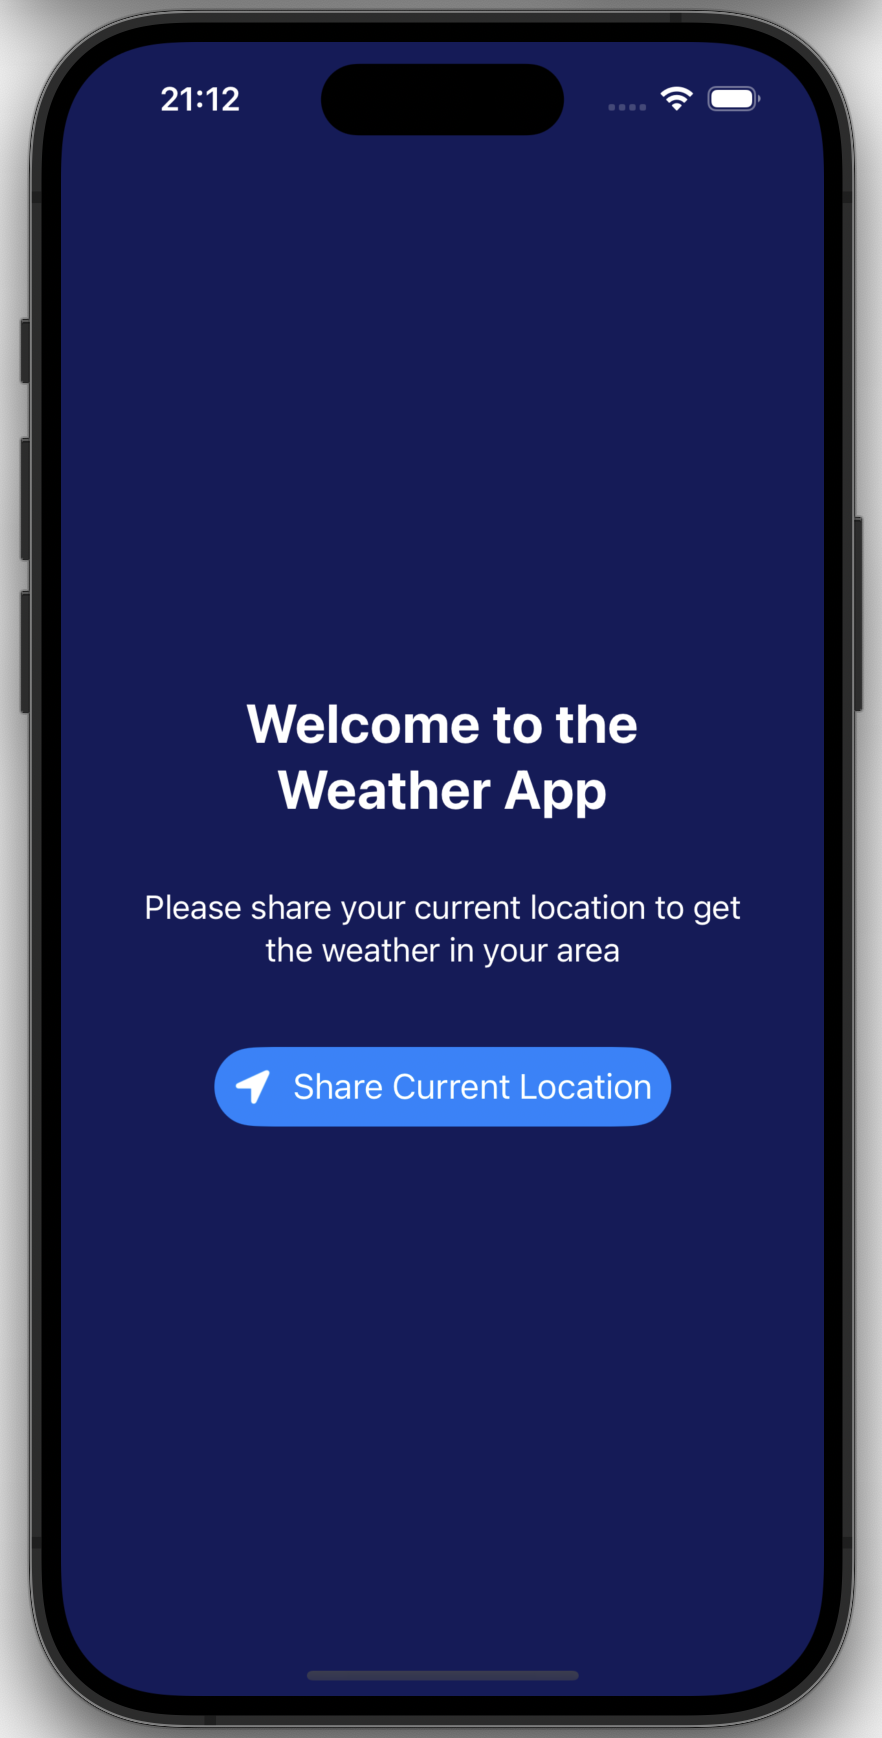 21:12
Welcome to the
Weather App
Please share your current location to get
the weather in your area
Share Current Location